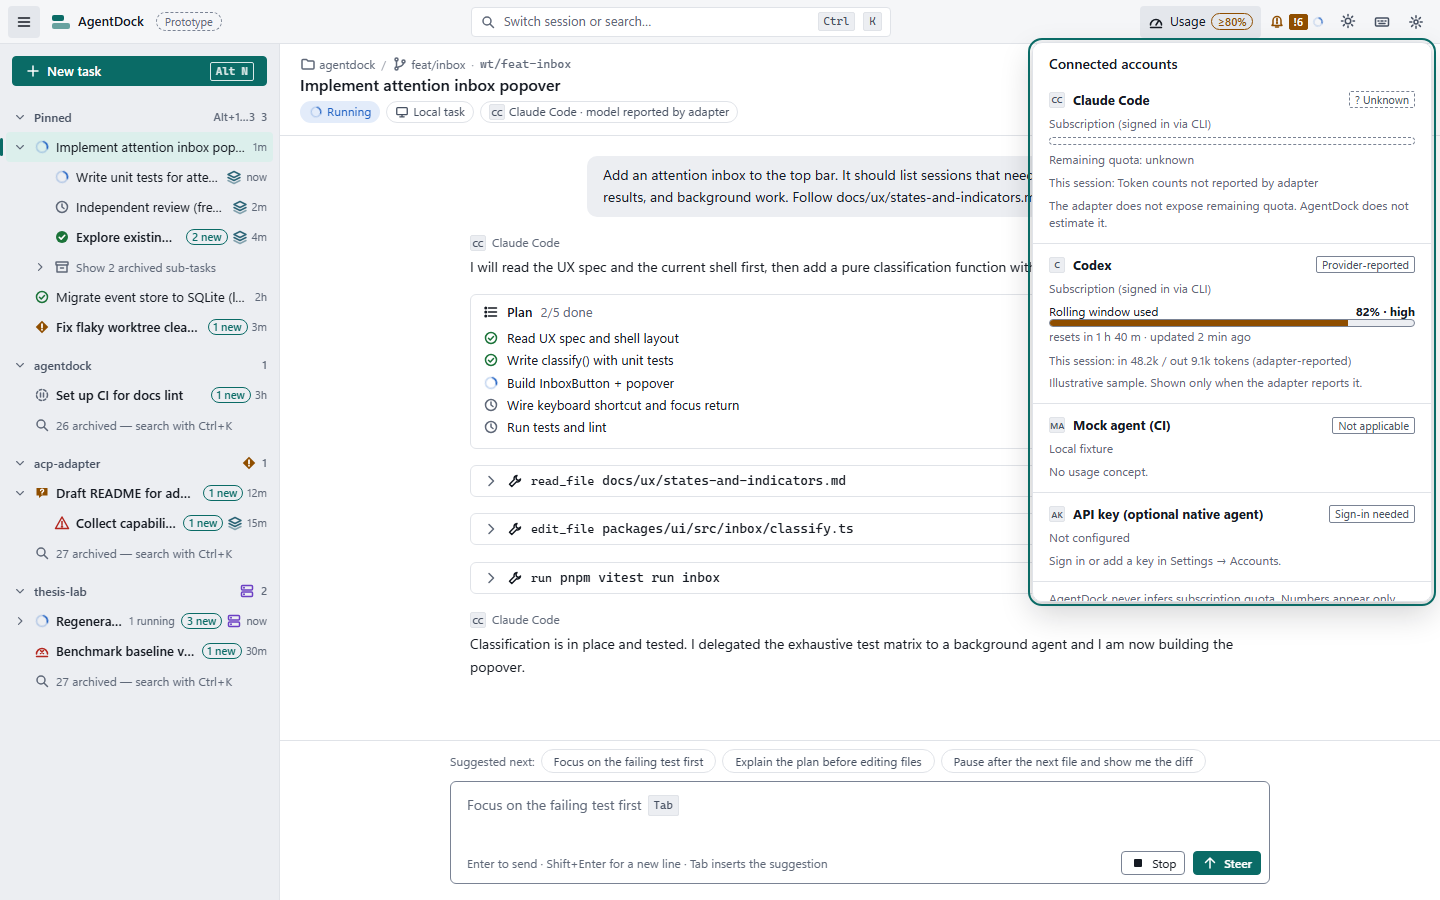 AgentDock Prototype
Switch session or search... Ctrl K
Usage ≥80% !6
New task Alt N
Pinned Alt+1...3 3
Implement attention inbox pop... 1m
Write unit tests for atte... now
Independent review (fre... 2m
Explore existin... 2 new 4m
Show 2 archived sub-tasks
Migrate event store to SQLite (l... 2h
Fix flaky worktree clea... 1 new 3m
agentdock 1
Set up CI for docs lint 1 new 3h
26 archived — search with Ctrl+K
acp-adapter 1
Draft README for ad... 1 new 12m
Collect capabili... 1 new 15m
27 archived — search with Ctrl+K
thesis-lab 2
Regenera... 1 running 3 new now
Benchmark baseline v... 1 new 30m
27 archived — search with Ctrl+K
agentdock / feat/inbox · wt/feat-inbox
Implement attention inbox popover
Running Local task CC Claude Code · model reported by adapter
Add an attention inbox to the top bar. It should list sessions that need
results, and background work. Follow docs/ux/states-and-indicators.m
CC Claude Code
I will read the UX spec and the current shell first, then add a pure classification function with
Plan 2/5 done
Read UX spec and shell layout
Write classify() with unit tests
Build InboxButton + popover
Wire keyboard shortcut and focus return
Run tests and lint
read_file docs/ux/states-and-indicators.md
edit_file packages/ui/src/inbox/classify.ts
run pnpm vitest run inbox
CC Claude Code
Classification is in place and tested. I delegated the exhaustive test matrix to a background agent and I am now building the
popover.
Suggested next: Focus on the failing test first Explain the plan before editing files Pause after the next file and show me the diff
Focus on the failing test first Tab
Enter to send · Shift+Enter for a new line · Tab inserts the suggestion Stop Steer
Connected accounts
CC Claude Code ? Unknown
Subscription (signed in via CLI)
Remaining quota: unknown
This session: Token counts not reported by adapter
The adapter does not expose remaining quota. AgentDock does not
estimate it.
C Codex Provider-reported
Subscription (signed in via CLI)
Rolling window used 82% · high
resets in 1 h 40 m · updated 2 min ago
This session: in 48.2k / out 9.1k tokens (adapter-reported)
Illustrative sample. Shown only when the adapter reports it.
MA Mock agent (CI) Not applicable
Local fixture
No usage concept.
AK API key (optional native agent) Sign-in needed
Not configured
Sign in or add a key in Settings → Accounts.
AgentDock never infers subscription quota. Numbers appear only